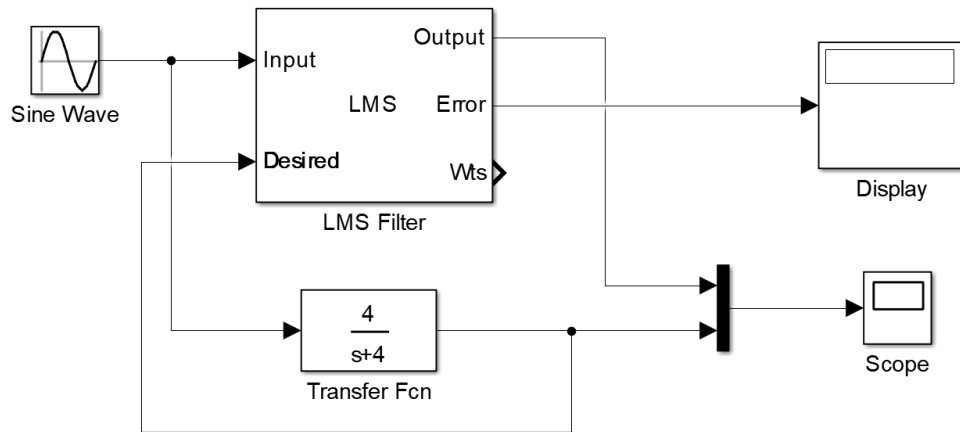 Sine Wave
Input
Desired
LMS
Output
Error
Wts
LMS Filter
Display
4
s+4
Transfer Fcn
Scope